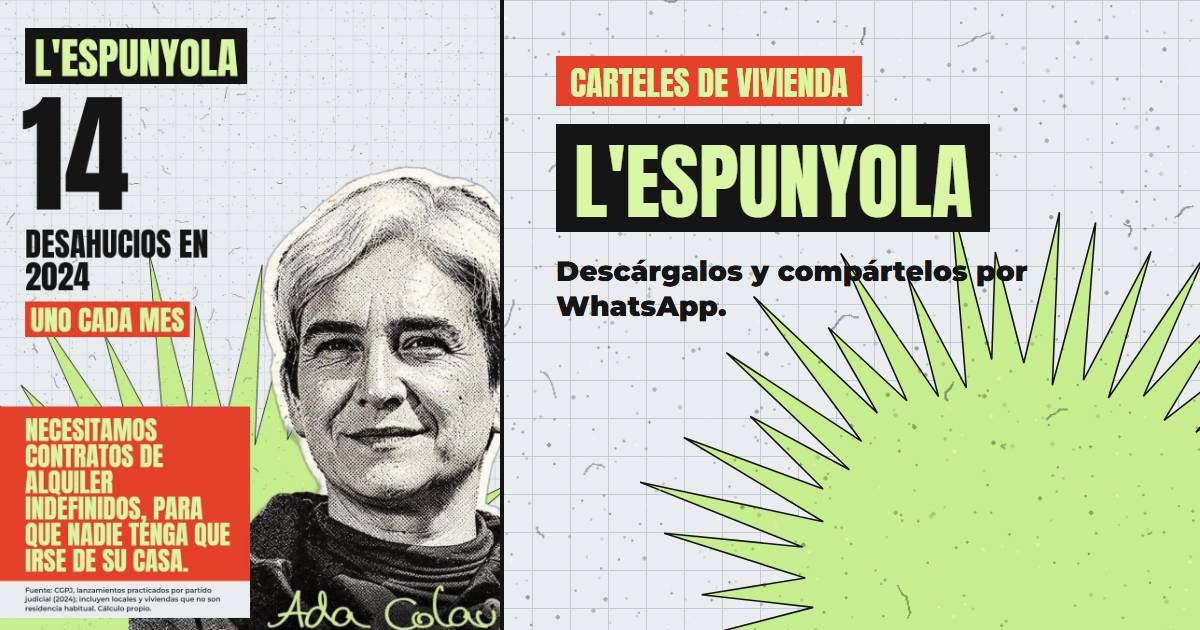 L'ESPUNYOLA
14
DESAHUCIOS EN
2024
UNO CADA MES
NECESITAMOS
CONTRATOS DE
ALQUILER
INDEFINIDOS, PARA
QUE NADIE TENGA QUE
IRSE DE SU CASA.
Fuente: CGPJ, lanzamientos practicados por partido
judicial (2024); incluyen locales y viviendas que no son
residencia habitual. Cálculo propio.
Ada Colau
CARTELES DE VIVIENDA
L'ESPUNYOLA
Descárgalos y compártelos por
WhatsApp.